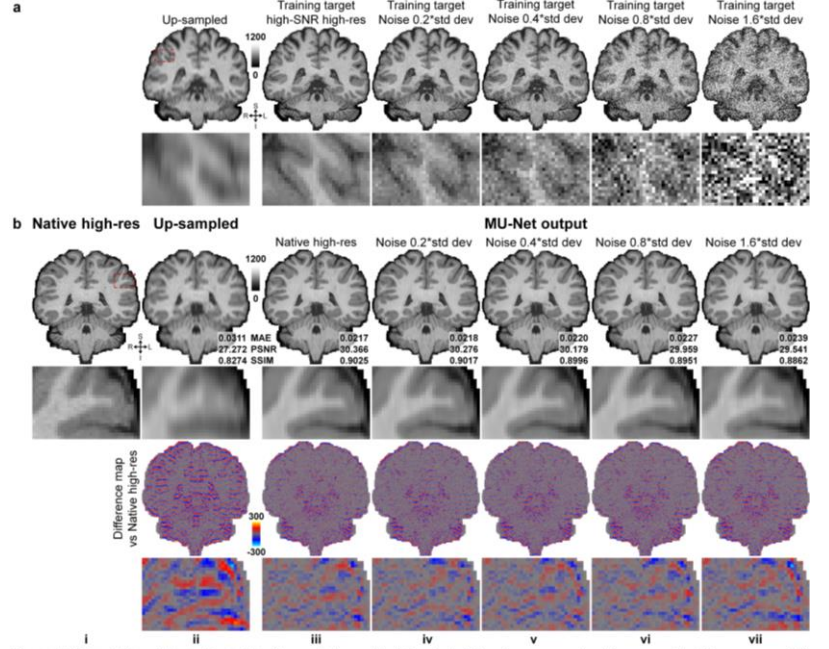 a
Up-sampled
Training target
high-SNR high-res
Training target
Noise 0.2*std dev
Training target
Noise 0.4*std dev
Training target
Noise 0.8*std dev
Training target
Noise 1.6*std dev
1200
0
S
R L
I
b Native high-res Up-sampled MU-Net output
Native high-res Noise 0.2*std dev Noise 0.4*std dev Noise 0.8*std dev Noise 1.6*std dev
1200
0
S
R L
I
0.0311 MAE 0.0217 0.0218 0.0220 0.0227 0.0239
27.272 PSNR 30.366 30.276 30.179 29.959 29.541
0.8274 SSIM 0.9025 0.9017 0.8996 0.8951 0.8862
Difference map
vs Native high-res
300
-300
i ii iii iv v vi vii